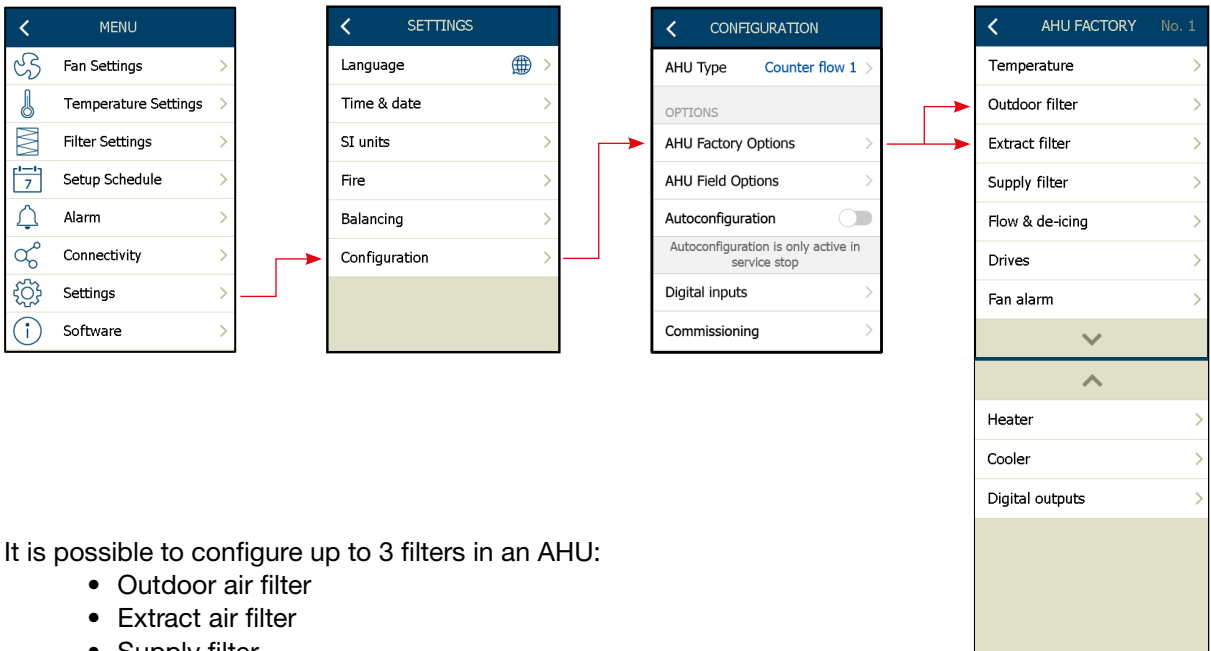 MENU
Fan Settings
Temperature Settings
Filter Settings
7
Setup Schedule
Alarm
Connectivity
Settings
i
Software
SETTINGS
Language
Time & date
SI units
Fire
Balancing
Configuration
CONFIGURATION
AHU Type Counter flow 1
OPTIONS
AHU Factory Options
AHU Field Options
Autoconfiguration
Autoconfiguration is only active in
service stop
Digital inputs
Commissioning
AHU FACTORY No. 1
Temperature
Outdoor filter
Extract filter
Supply filter
Flow & de-icing
Drives
Fan alarm
Heater
Cooler
Digital outputs
It is possible to configure up to 3 filters in an AHU:
• Outdoor air filter
• Extract air filter
• Supply filter